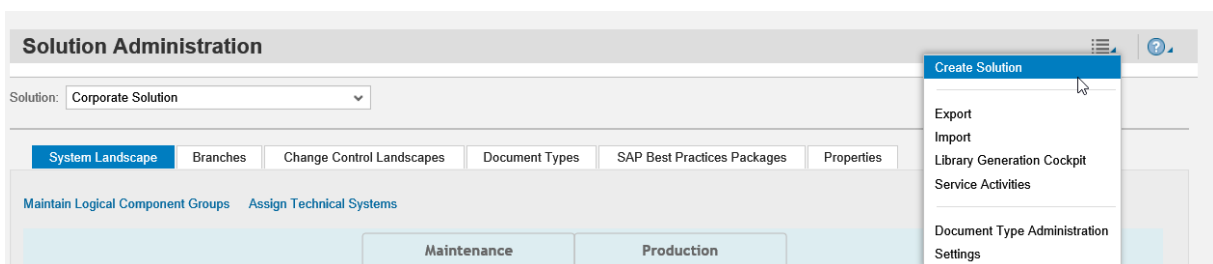 Solution Administration
Create Solution
Solution: Corporate Solution
Export
Import
Library Generation Cockpit
Service Activities
Document Type Administration
Settings
System Landscape Branches Change Control Landscapes Document Types SAP Best Practices Packages Properties
Maintain Logical Component Groups Assign Technical Systems
Maintenance Production